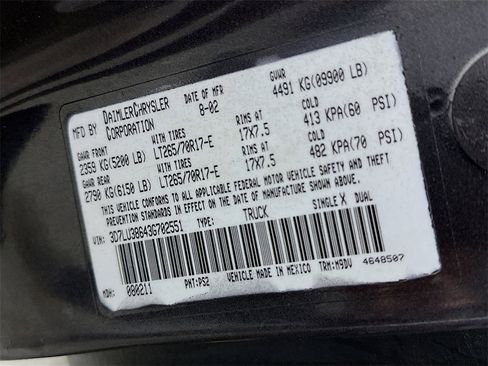 MFD BY DAIMLERCHRYSLER CORPORATION DATE OF MFR 8-02 GVWR 4491 KG(09900 LB)
GAWR FRONT WITH TIRES RIMS AT COLD
2359 KG(5200 LB) LT265/70R17-E 17X7.5 413 KPA(60 PSI)
GAWR REAR WITH TIRES RIMS AT COLD
2790 KG(6150 LB) LT265/70R17-E 17X7.5 482 KPA(70 PSI)
THIS VEHICLE CONFORMS TO ALL APPLICABLE FEDERAL MOTOR VEHICLE SAFETY AND THEFT
PREVENTION STANDARDS IN EFFECT ON THE DATE OF MANUFACTURE SHOWN ABOVE.
VIN: 3D7LU38643G702551 TYPE: TRUCK SINGLE X DUAL
MDH: 080211 PNT:PS2 VEHICLE MADE IN MEXICO TRM:M9DV 4648507